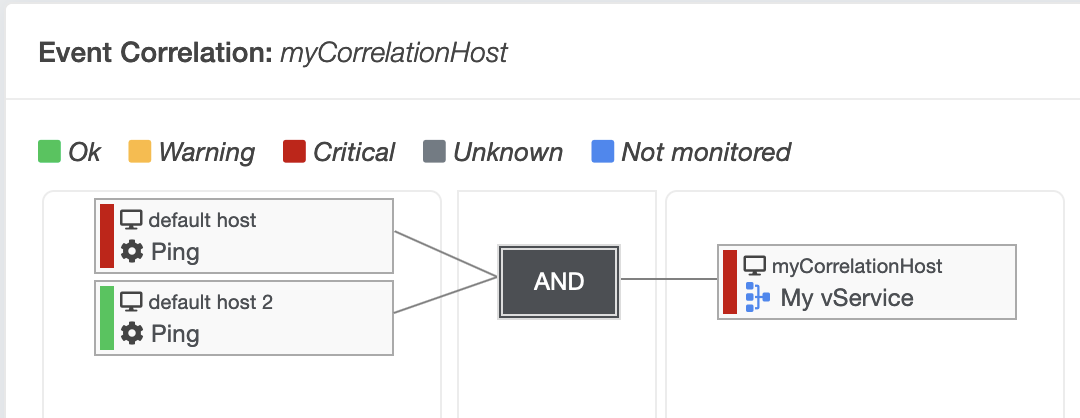 Event Correlation: myCorrelationHost
Ok Warning Critical Unknown Not monitored
default host
Ping
default host 2
Ping
AND
myCorrelationHost
My vService